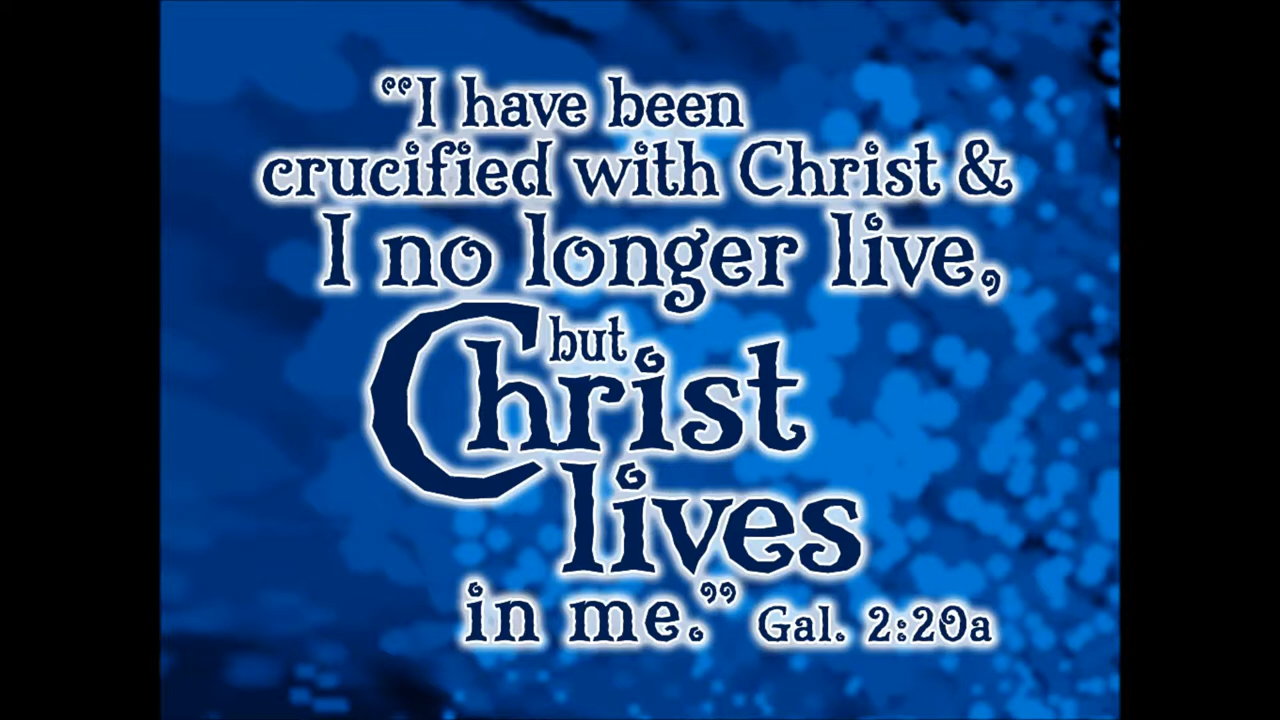 “I have been
crucified with Christ &
I no longer live,
but
Christ
lives
in me.” Gal. 2:20a